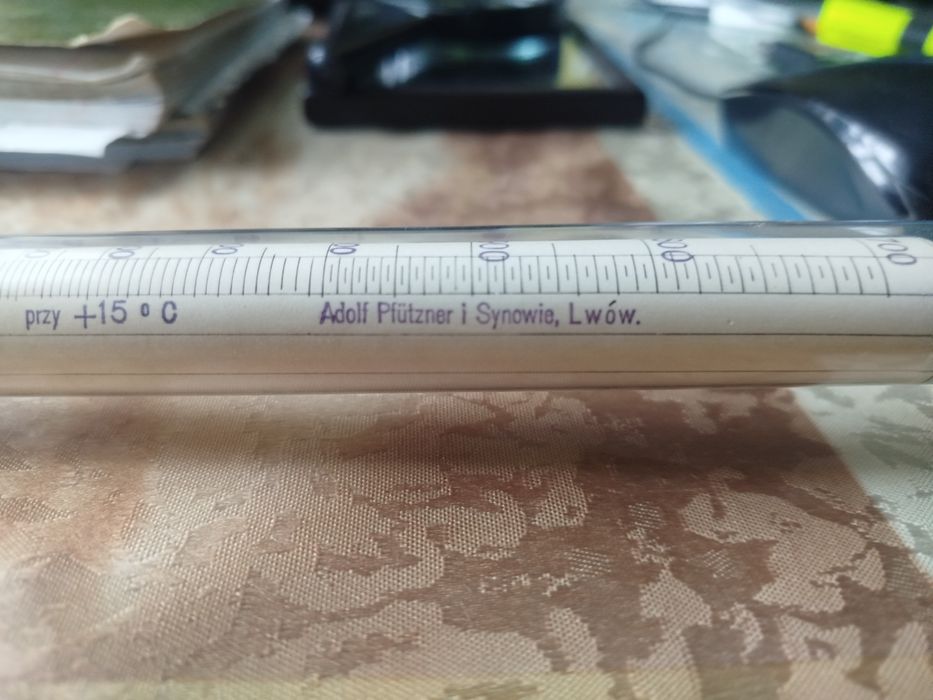 przy +15 ° C
Adolf Pfützner i Synowie, Lwów.